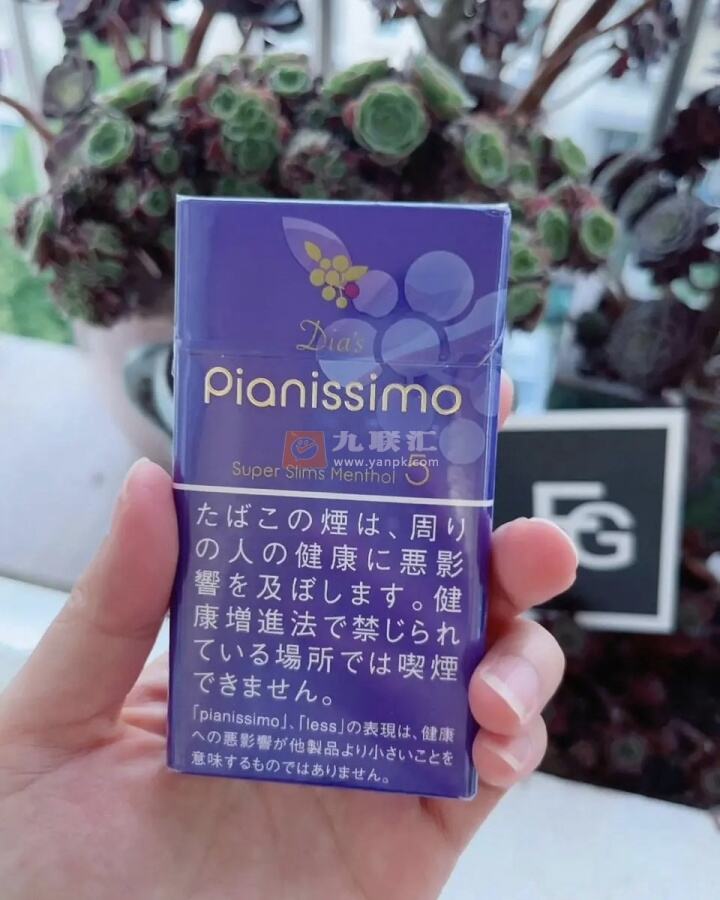 Dia's
pianissimo
九联汇
www.yanpk.com
Super Slims Menthol 5
たばこの煙は、周り
の人の健康に悪影
響を及ぼします。健
康増進法で禁じられ
ている場所では喫煙
できません。
「pianissimo」、「less」の表現は、健康
への悪影響が他製品より小さいことを
意味するものではありません。
FG